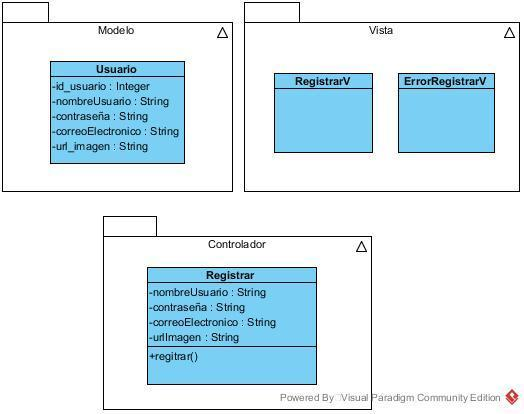 Modelo
Usuario
-id_usuario : Integer
-nombreUsuario : String
-contraseña : String
-correoElectronico : String
-url_imagen : String
Vista
RegistrarV
ErrorRegistrarV
Controlador
Registrar
-nombreUsuario : String
-contraseña : String
-correoElectronico : String
-urlImagen : String
+regitrar()
Powered By Visual Paradigm Community Edition